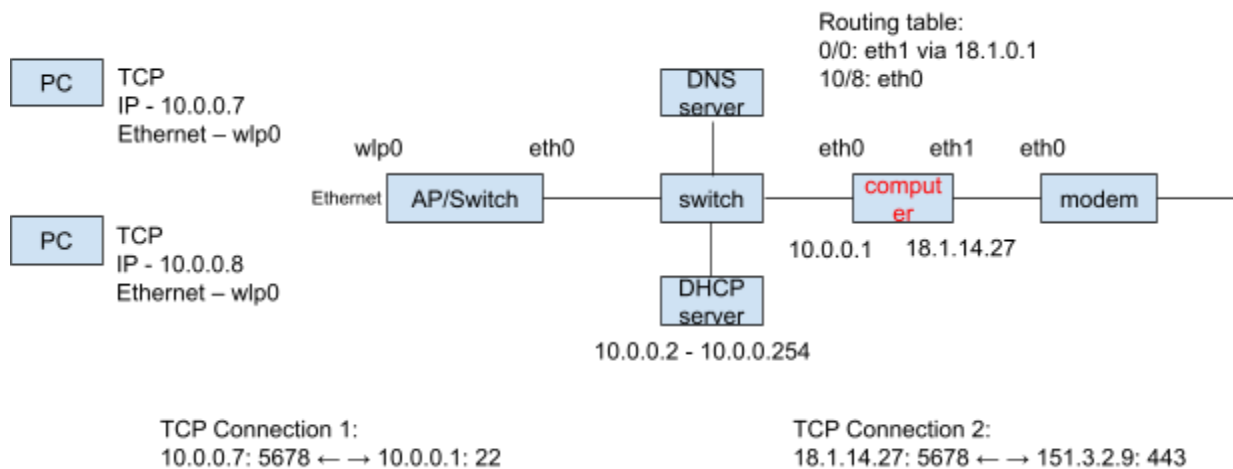 Routing table:
0/0: eth1 via 18.1.0.1
10/8: eth0
PC
TCP
IP - 10.0.0.7
Ethernet – wlp0
DNS
server
wlp0
eth0
eth0
eth1
eth0
Ethernet
AP/Switch
switch
comput
er
modem
PC
TCP
IP - 10.0.0.8
Ethernet – wlp0
10.0.0.1
18.1.14.27
DHCP
server
10.0.0.2 - 10.0.0.254
TCP Connection 1:
10.0.0.7: 5678 ← → 10.0.0.1: 22
TCP Connection 2:
18.1.14.27: 5678 ← → 151.3.2.9: 443